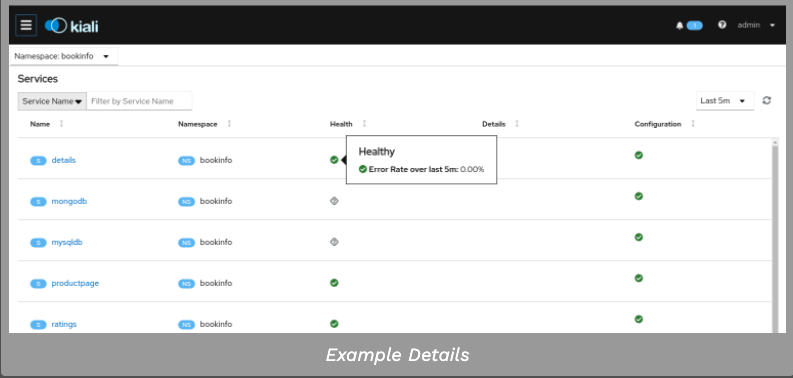 kiali
1
admin
Namespace: bookinfo
Services
Service Name
Filter by Service Name
Last 5m
Name
Namespace
Health
Details
Configuration
S details
NS bookinfo
Healthy
Error Rate over last 5m: 0.00%
S mongodb
NS bookinfo
S mysqldb
NS bookinfo
S productpage
NS bookinfo
S ratings
NS bookinfo
Example Details